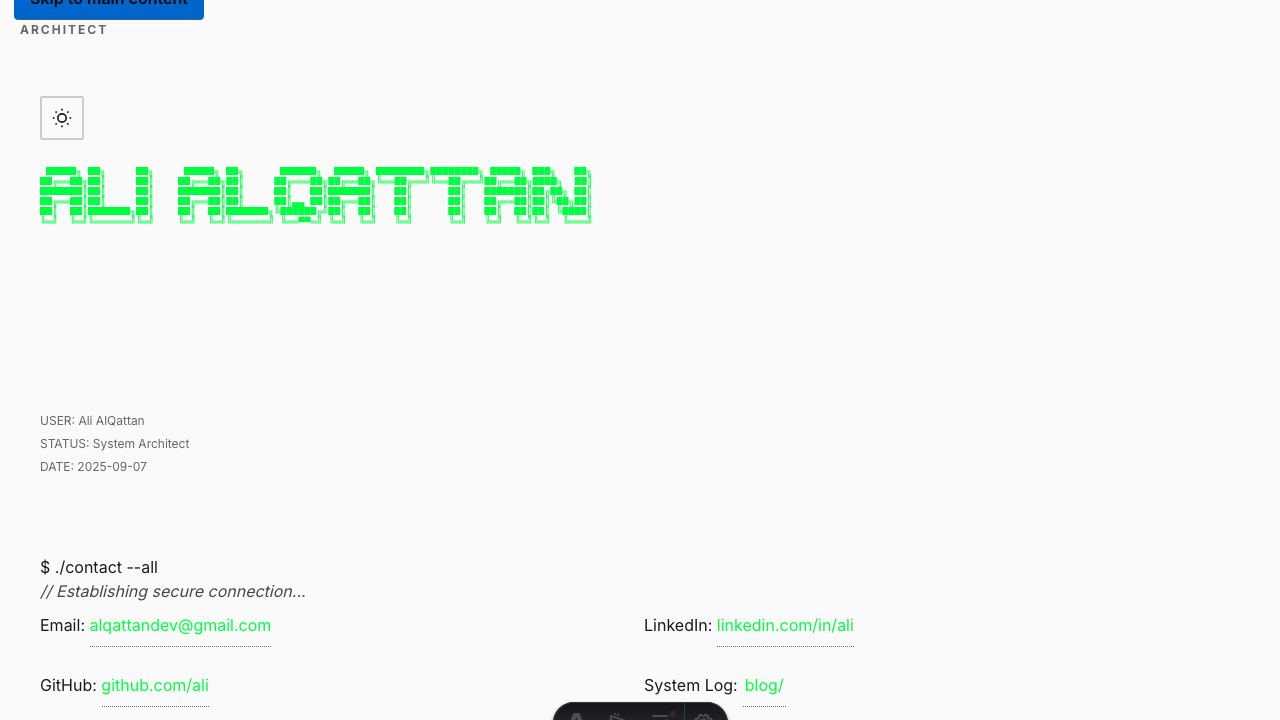 Skip to main content
ARCHITECT
ALI ALQATTAN
USER: Ali AlQattan
STATUS: System Architect
DATE: 2025-09-07
$ ./contact --all
// Establishing secure connection...
Email: alqattandev@gmail.com
LinkedIn: linkedin.com/in/ali
GitHub: github.com/ali
System Log: blog/